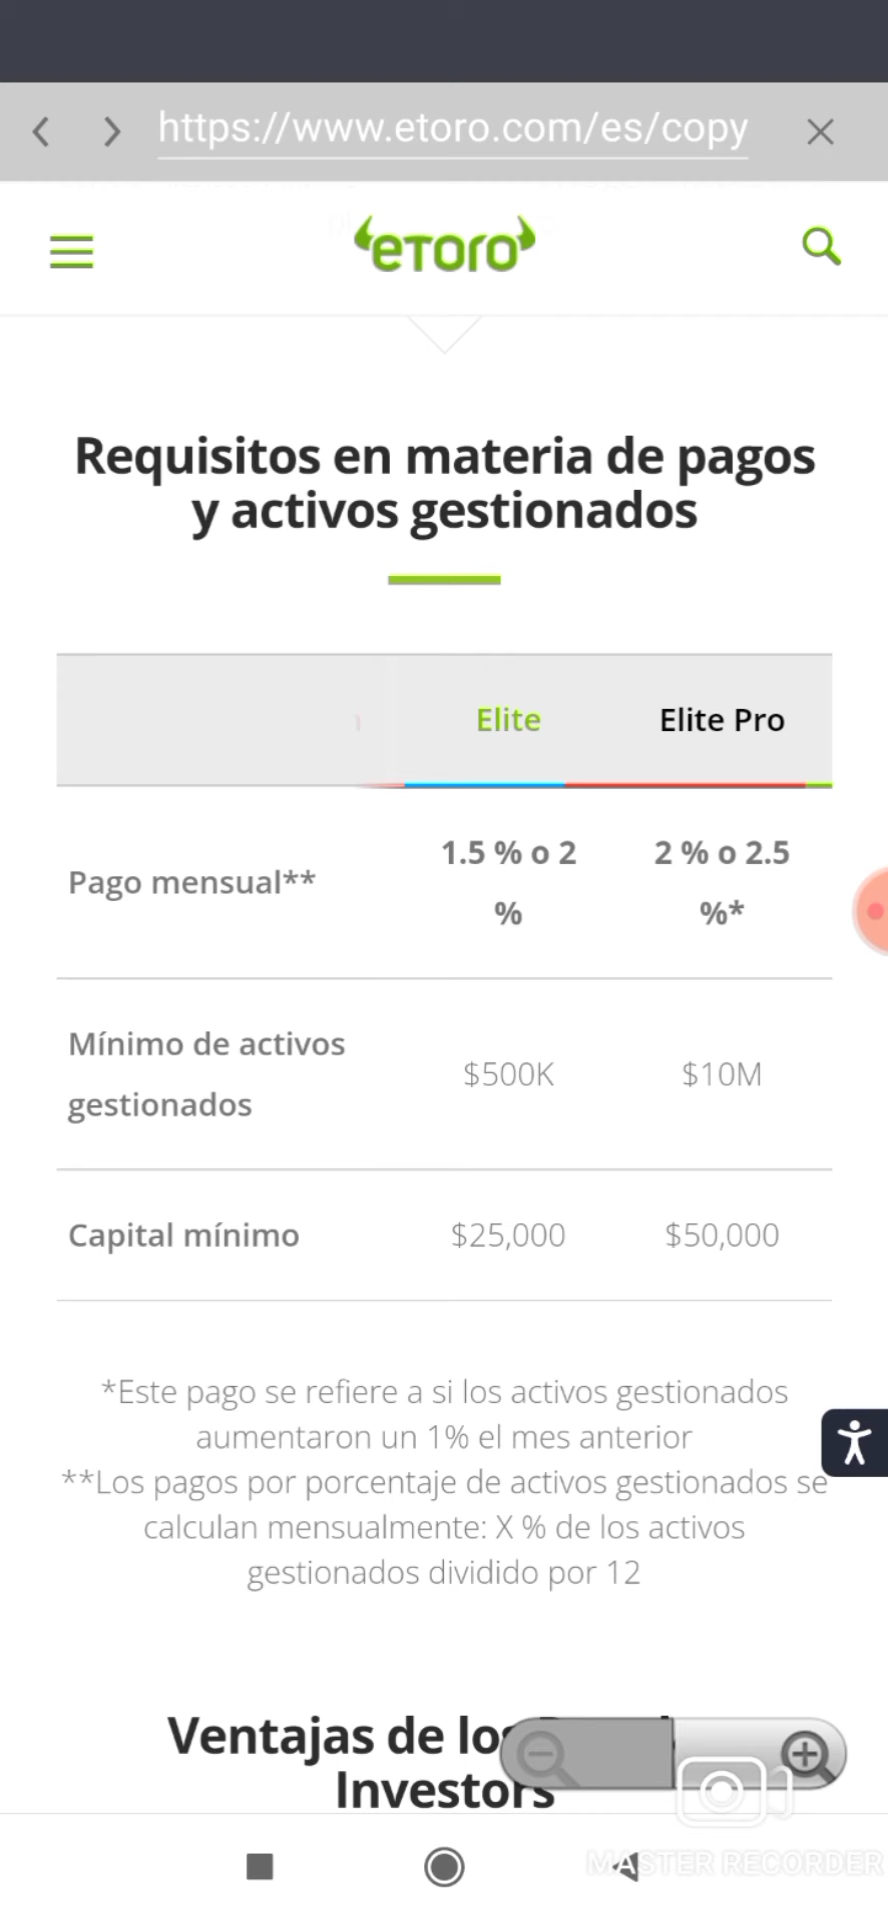 https://www.etoro.com/es/copy
eToro
Requisitos en materia de pagos
y activos gestionados
Elite
Elite Pro
Pago mensual**
1.5 % o 2
%
2 % o 2.5
%*
Mínimo de activos
gestionados
$500K
$10M
Capital mínimo
$25,000
$50,000
*Este pago se refiere a si los activos gestionados
aumentaron un 1% el mes anterior
**Los pagos por porcentaje de activos gestionados se
calculan mensualmente: X % de los activos
gestionados dividido por 12
Ventajas de los
Investors
MASTER RECORDER